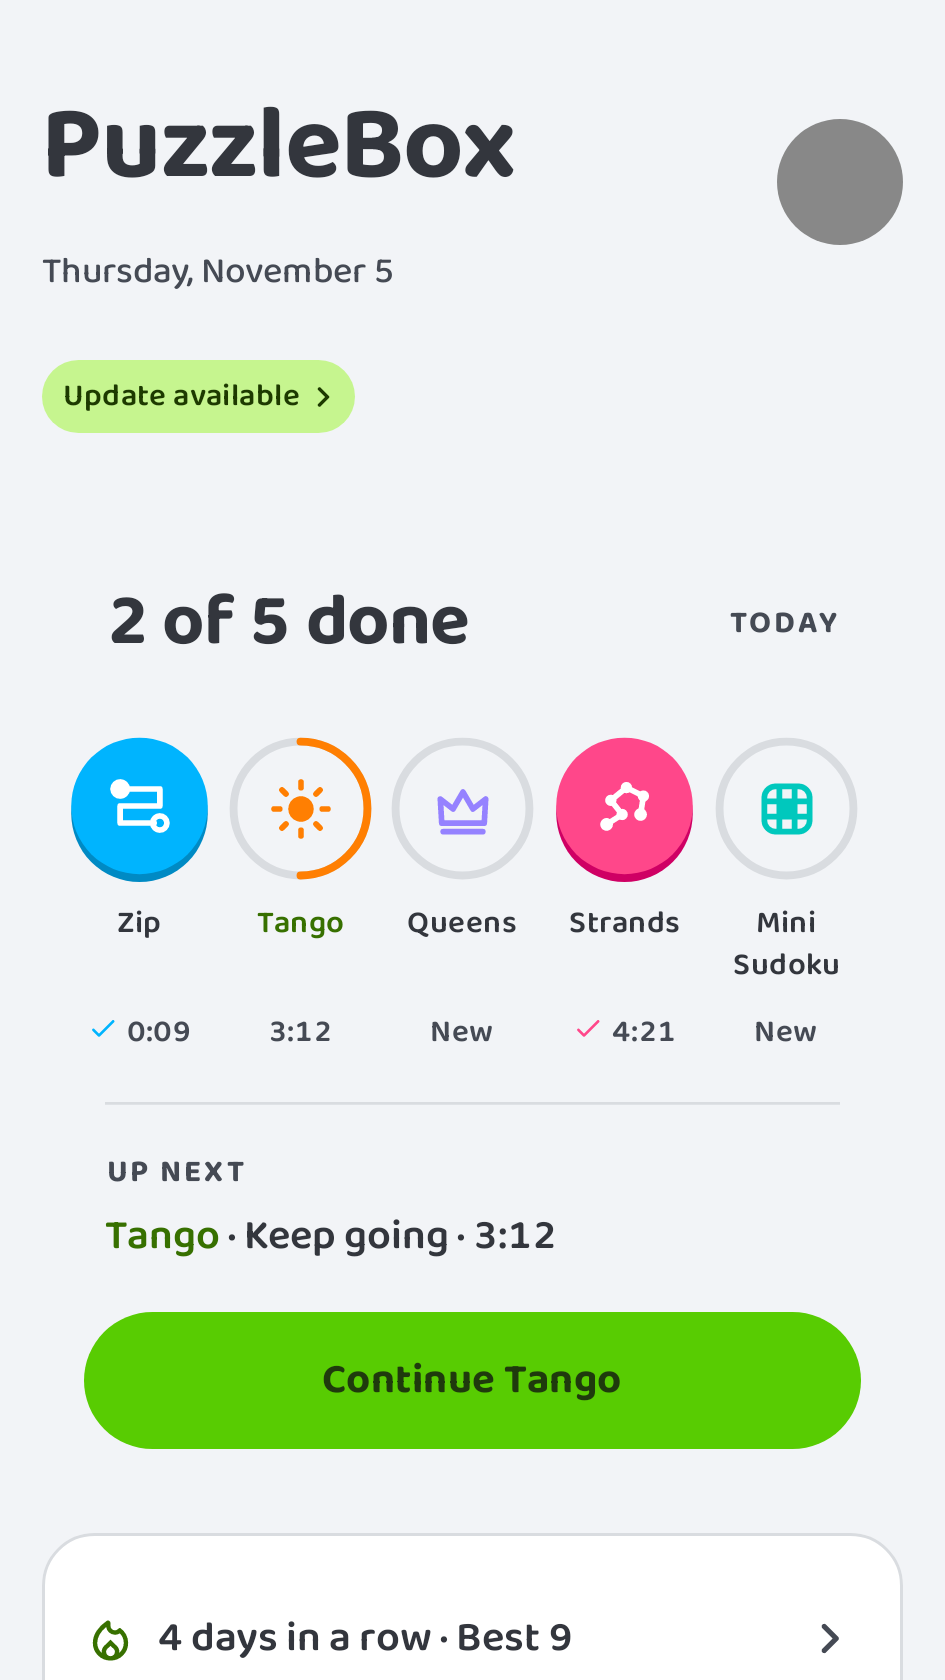 PuzzleBox
Thursday, November 5
Update available
2 of 5 done
TODAY
Zip
Tango
Queens
Strands
Mini
Sudoku
0:09
3:12
New
4:21
New
UP NEXT
Tango · Keep going · 3:12
Continue Tango
4 days in a row · Best 9